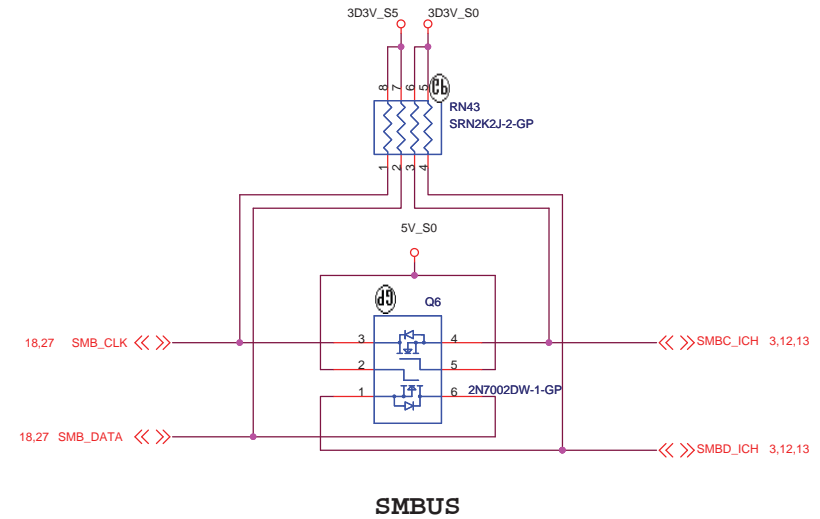 3D3V_S5 3D3V_S0
8 7 6 5
RN43
SRN2K2J-2-GP
1 2 3 4
5V_S0
GP Q6
18,27 SMB_CLK 3 4 SMBC_ICH 3,12,13
2 5
1 6 2N7002DW-1-GP
18,27 SMB_DATA SMBD_ICH 3,12,13
SMBUS